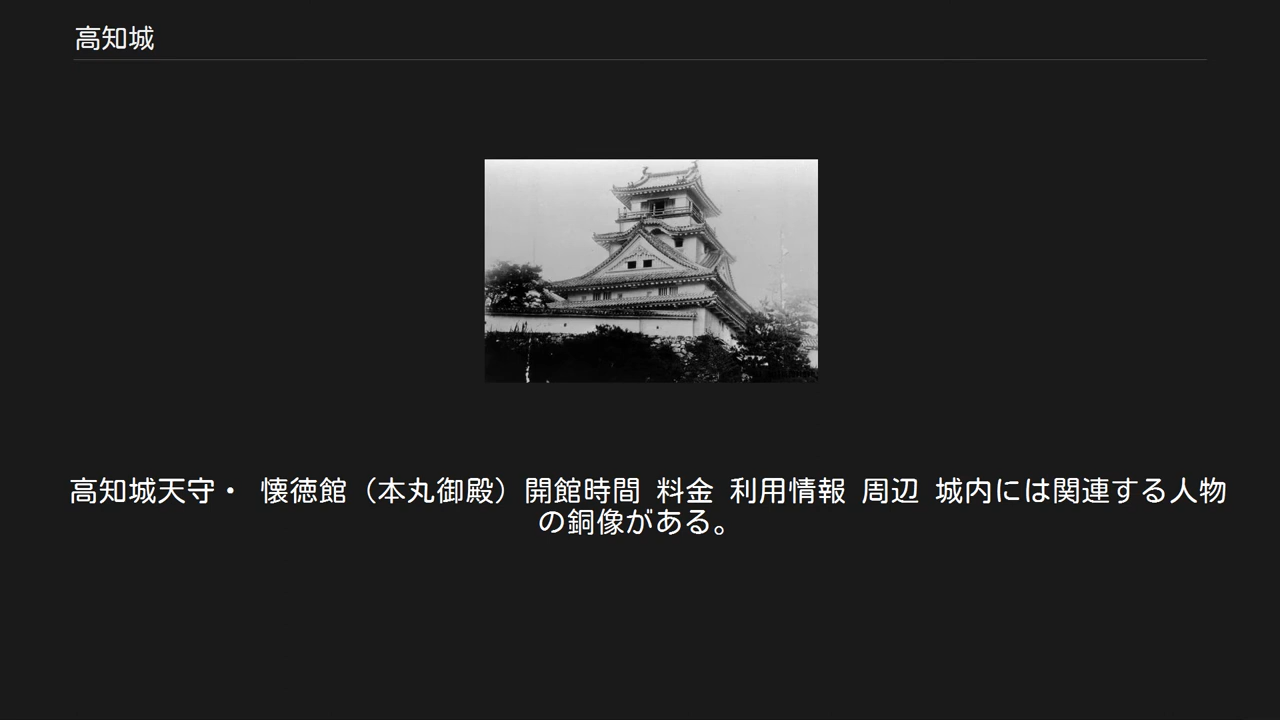 高知城
高知城天守・ 懐徳館（本丸御殿）開館時間 料金 利用情報 周辺 城内には関連する人物
の銅像がある。